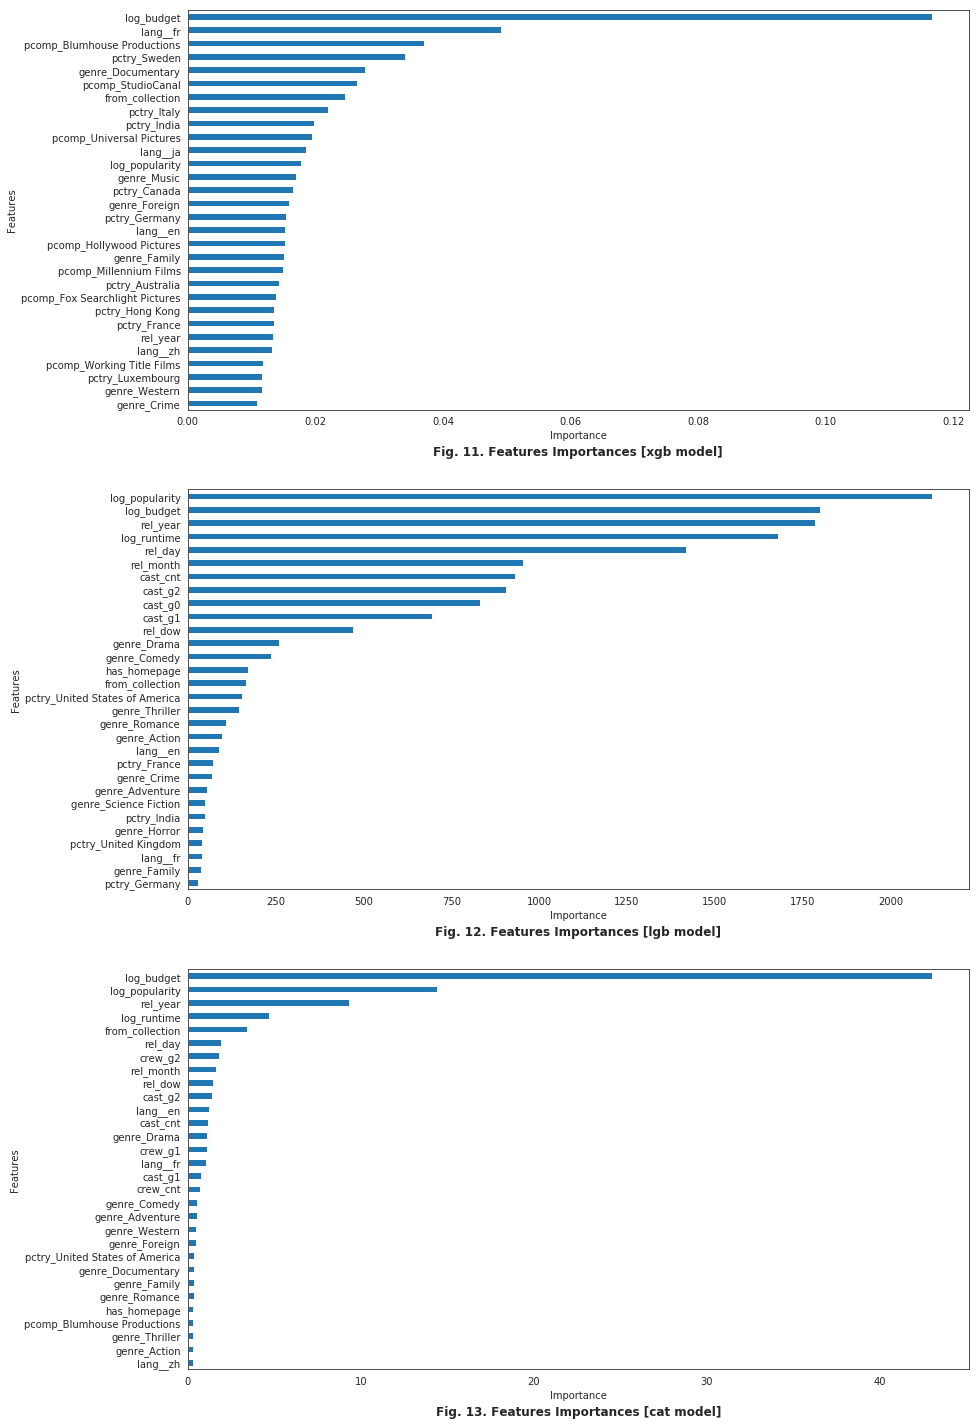 log_budget
lang__fr
pcomp_Blumhouse Productions
pctry_Sweden
genre_Documentary
pcomp_StudioCanal
from_collection
pctry_Italy
pctry_India
pcomp_Universal Pictures
lang__ja
log_popularity
genre_Music
pctry_Canada
genre_Foreign
pctry_Germany
lang__en
pcomp_Hollywood Pictures
genre_Family
pcomp_Millennium Films
pctry_Australia
pcomp_Fox Searchlight Pictures
pctry_Hong Kong
pctry_France
rel_year
lang__zh
pcomp_Working Title Films
pctry_Luxembourg
genre_Western
genre_Crime
Features
0.00 0.02 0.04 0.06 0.08 0.10 0.12
Importance
Fig. 11. Features Importances [xgb model]
log_popularity
log_budget
rel_year
log_runtime
rel_day
rel_month
cast_cnt
cast_g2
cast_g0
cast_g1
rel_dow
genre_Drama
genre_Comedy
has_homepage
from_collection
pctry_United States of America
genre_Thriller
genre_Romance
genre_Action
lang__en
pctry_France
genre_Crime
genre_Adventure
genre_Science Fiction
pctry_India
genre_Horror
pctry_United Kingdom
lang__fr
genre_Family
pctry_Germany
Features
0 250 500 750 1000 1250 1500 1750 2000
Importance
Fig. 12. Features Importances [lgb model]
log_budget
log_popularity
rel_year
log_runtime
from_collection
rel_day
crew_g2
rel_month
rel_dow
cast_g2
lang__en
cast_cnt
genre_Drama
crew_g1
lang__fr
cast_g1
crew_cnt
genre_Comedy
genre_Adventure
genre_Western
genre_Foreign
pctry_United States of America
genre_Documentary
genre_Family
genre_Romance
has_homepage
pcomp_Blumhouse Productions
genre_Thriller
genre_Action
lang__zh
Features
0 10 20 30 40
Importance
Fig. 13. Features Importances [cat model]